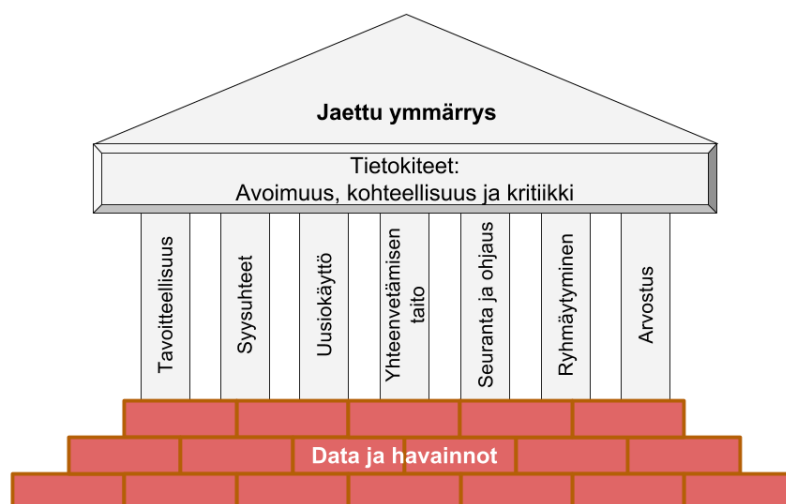 Jaettu ymmärrys
Tietokiteet:
Avoimuus, kohteellisuus ja kritiikki
Tavoitteellisuus
Syysuhteet
Uusiokäyttö
Yhteenvetämisen
taito
Seuranta ja ohjaus
Ryhmäytyminen
Arvostus
Data ja havainnot